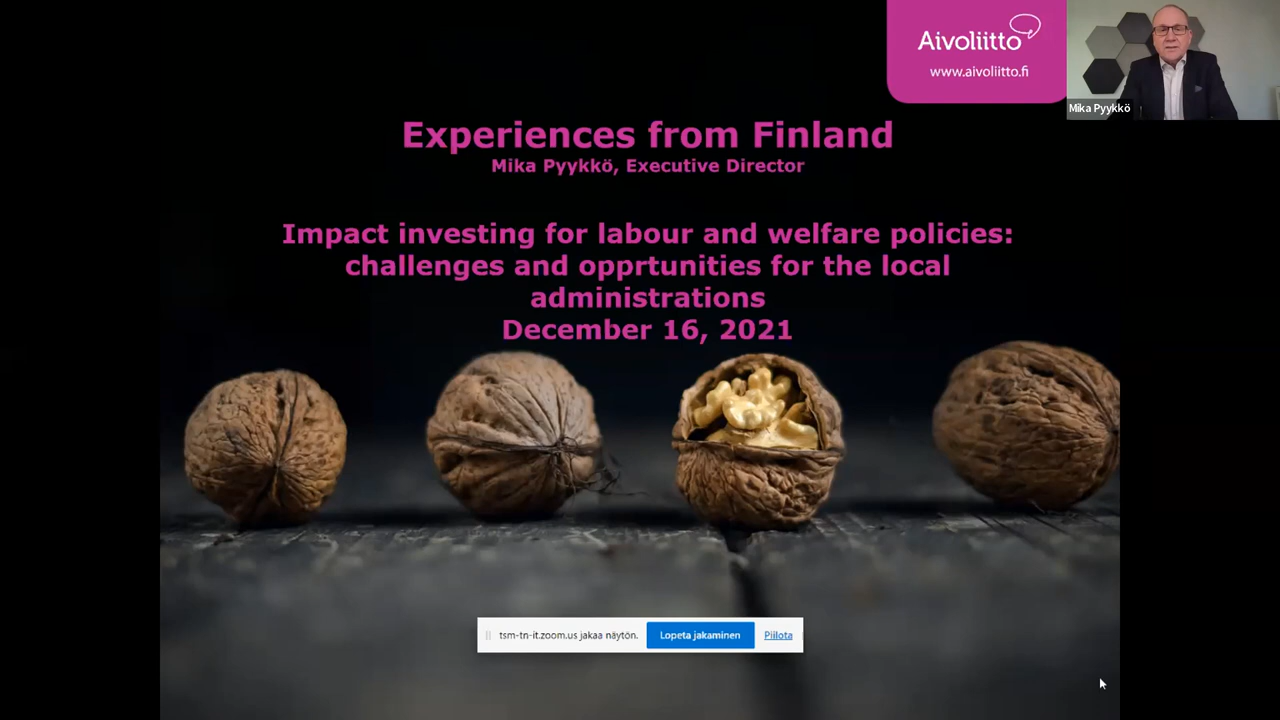 Aivoliitto
www.aivoliitto.fi
Mika Pyykkö
Experiences from Finland
Mika Pyykkö, Executive Director
Impact investing for labour and welfare policies:
challenges and opprtunities for the local
administrations
December 16, 2021
tsm-tn-it.zoom.us jakaa näytön. Lopeta jakaminen Piilota